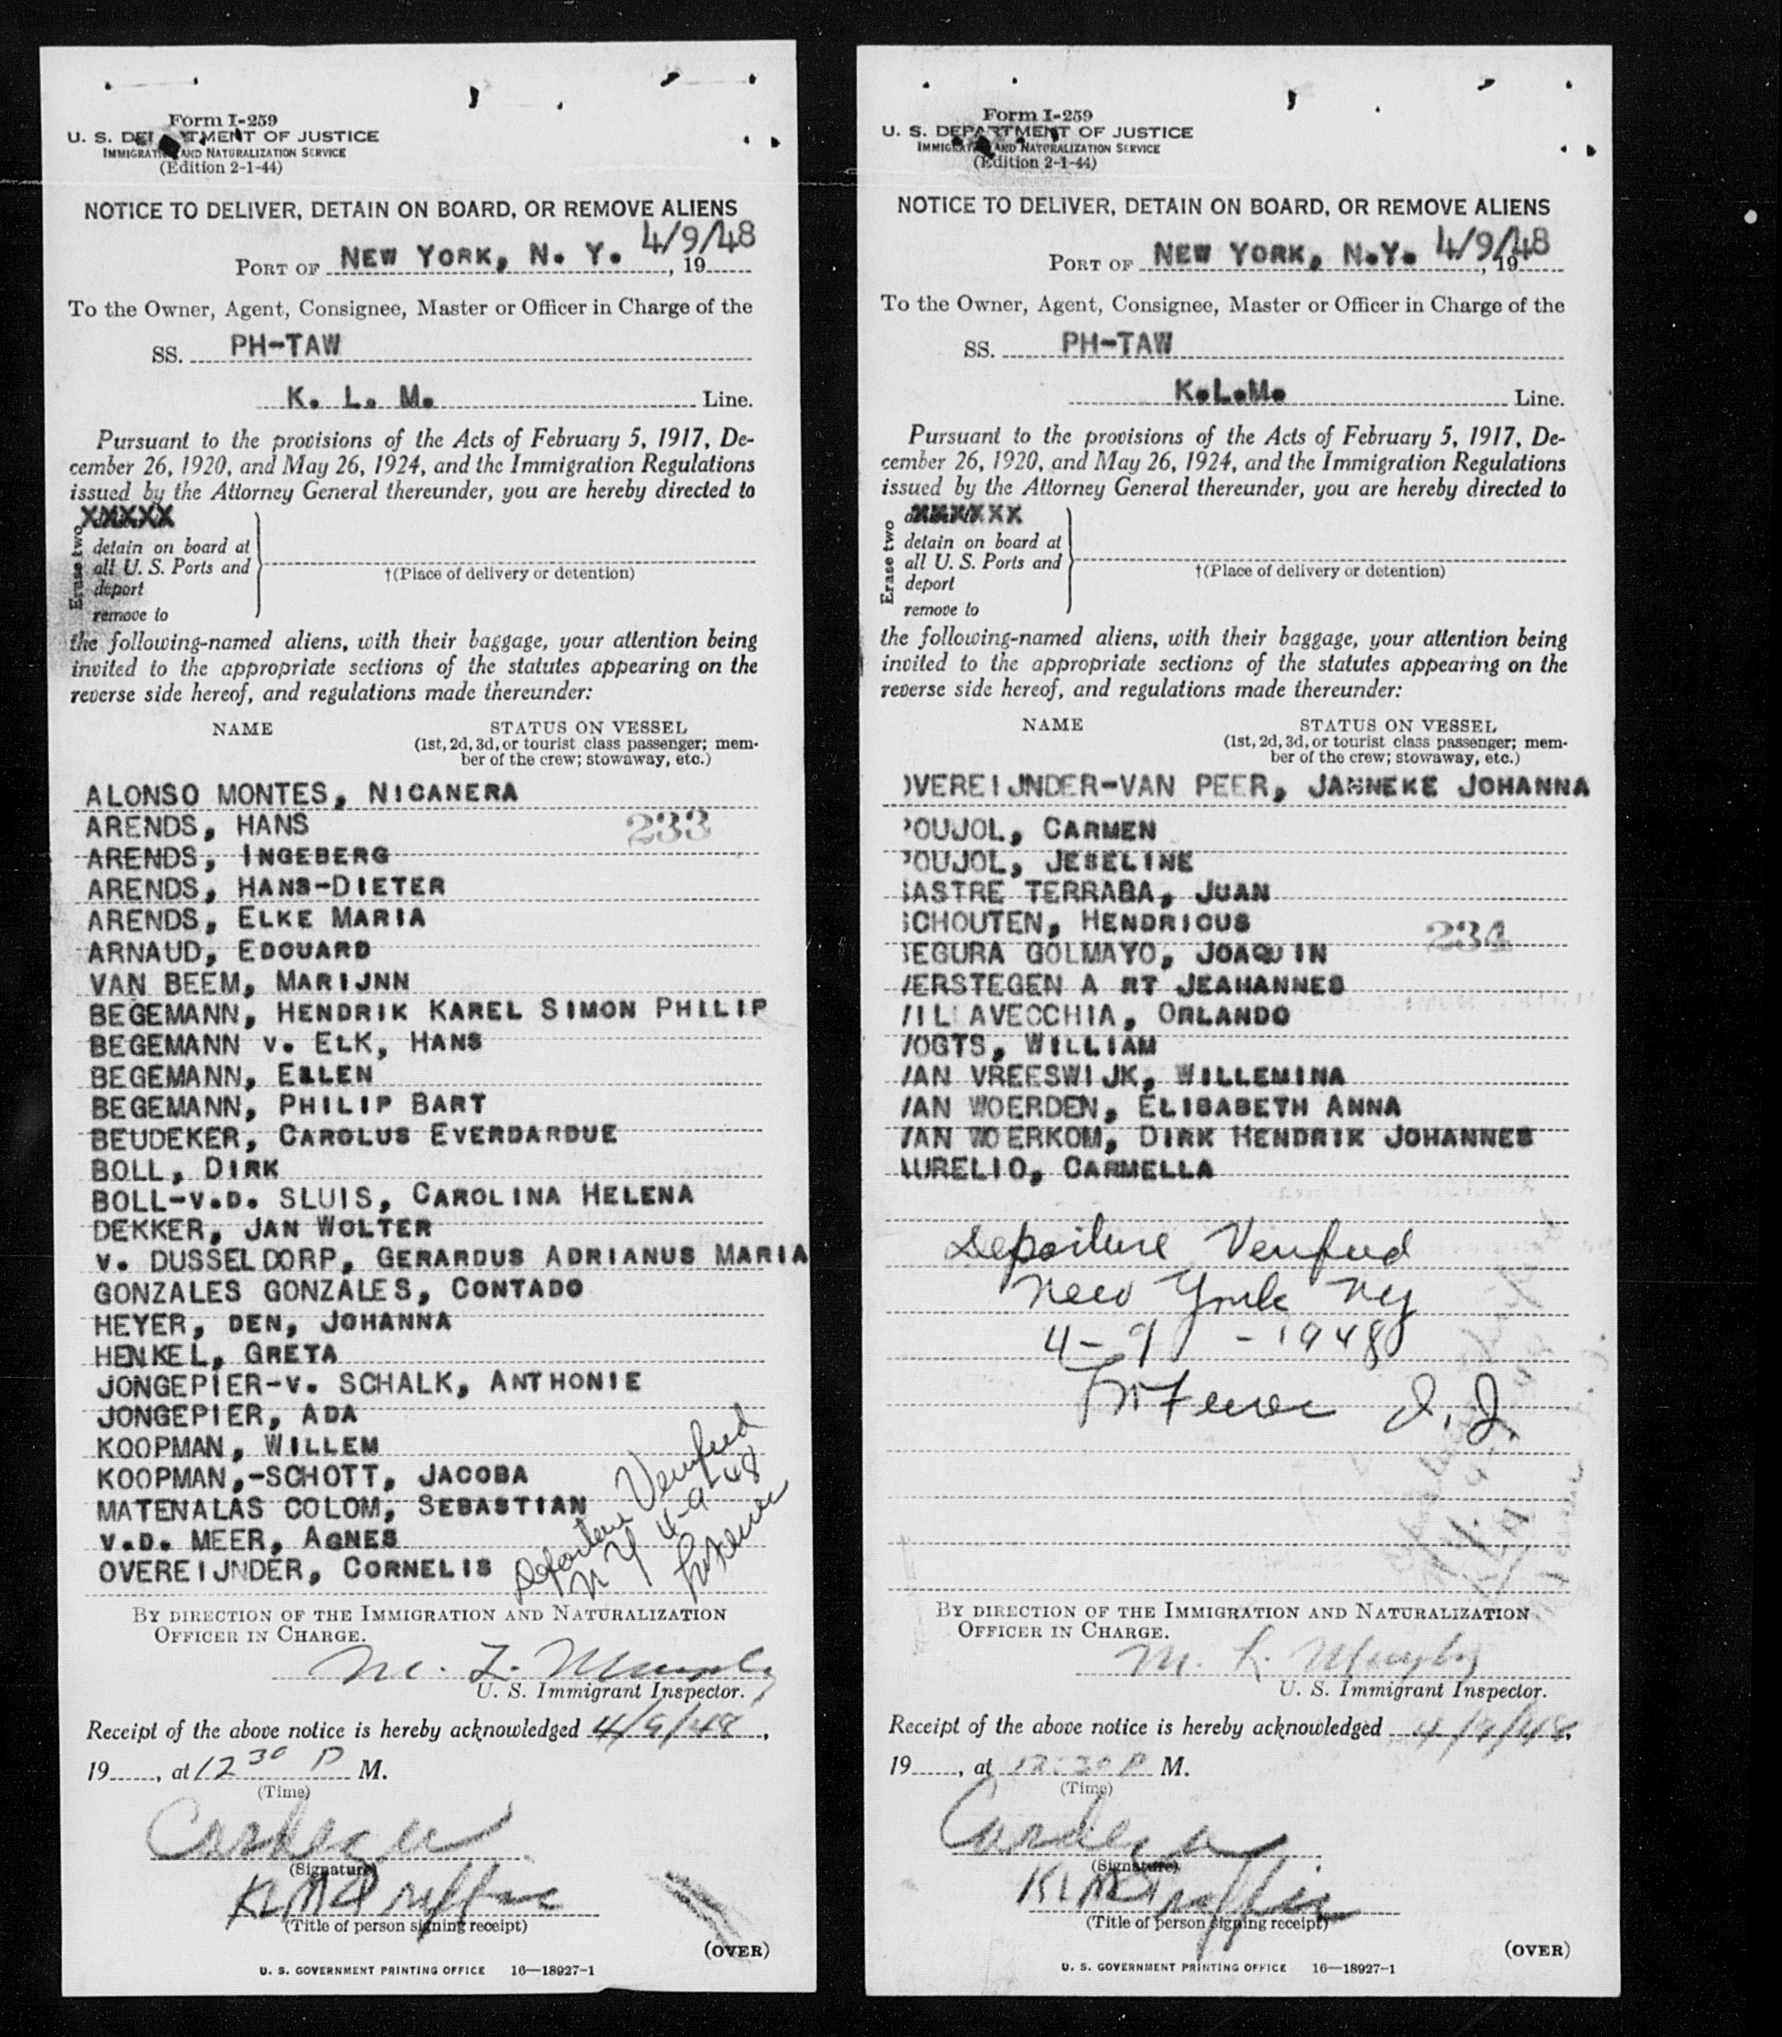 Form I-259
U. S. DEPARTMENT OF JUSTICE
IMMIGRATION AND NATURALIZATION SERVICE
(Edition 2-1-44)
NOTICE TO DELIVER, DETAIN ON BOARD, OR REMOVE ALIENS
PORT OF NEW YORK, N. Y. 4/9/48, 19
To the Owner, Agent, Consignee, Master or Officer in Charge of the
SS. PH-TAW
K. L. M. Line.
Pursuant to the provisions of the Acts of February 5, 1917, De-
cember 26, 1920, and May 26, 1924, and the Immigration Regulations
issued by the Attorney General thereunder, you are hereby directed to
XXXXX
Erase two
detain on board at
all U. S. Ports and
deport
remove to
†(Place of delivery or detention)
the following-named aliens, with their baggage, your attention being
invited to the appropriate sections of the statutes appearing on the
reverse side hereof, and regulations made thereunder:
NAME STATUS ON VESSEL
(1st, 2d, 3d, or tourist class passenger; mem-
ber of the crew; stowaway, etc.)
ALONSO MONTES, NICANERA
ARENDS, HANS 233
ARENDS, INGEBERG
ARENDS, HANS-DIETER
ARENDS, ELKE MARIA
ARNAUD, EDOUARD
VAN BEEM, MARIJNN
BEGEMANN, HENDRIK KAREL SIMON PHILIP
BEGEMANN V. ELK, HANS
BEGEMANN, ELLEN
BEGEMANN, PHILIP BART
BEUDEKER, CAROLUS EVERDARDUE
BOLL, DIRK
BOLL-V.D. SLUIS, CAROLINA HELENA
DEKKER, JAN WOLTER
V. DUSSELDORP, GERARDUS ADRIANUS MARIA
GONZALES GONZALES, CONTADO
HEYER, DEN, JOHANNA
HENKEL, GRETA
JONGEPIER-V. SCHALK, ANTHONIE
JONGEPIER, ADA
KOOPMAN, WILLEM
KOOPMAN,-SCHOTT, JACOBA
MATENALAS COLOM, SEBASTIAN
V.D. MEER, AGNES
OVEREIJNDER, CORNELIS
Departure Verified
N Y 4-9-48
BY DIRECTION OF THE IMMIGRATION AND NATURALIZATION
OFFICER IN CHARGE.
M. L. Murphy
U. S. Immigrant Inspector.
Receipt of the above notice is hereby acknowledged 4/9/48,
19, at 12 30 P M.
(Time)
(Signature)
(Title of person signing receipt)
(OVER)
U. S. GOVERNMENT PRINTING OFFICE 16—18927-1
Form I-259
U. S. DEPARTMENT OF JUSTICE
IMMIGRATION AND NATURALIZATION SERVICE
(Edition 2-1-44)
NOTICE TO DELIVER, DETAIN ON BOARD, OR REMOVE ALIENS
PORT OF NEW YORK, N.Y. 4/9/48, 19
To the Owner, Agent, Consignee, Master or Officer in Charge of the
SS. PH-TAW
K.L.M. Line.
Pursuant to the provisions of the Acts of February 5, 1917, De-
cember 26, 1920, and May 26, 1924, and the Immigration Regulations
issued by the Attorney General thereunder, you are hereby directed to
XXXXXX
Erase two
detain on board at
all U. S. Ports and
deport
remove to
†(Place of delivery or detention)
the following-named aliens, with their baggage, your attention being
invited to the appropriate sections of the statutes appearing on the
reverse side hereof, and regulations made thereunder:
NAME STATUS ON VESSEL
(1st, 2d, 3d, or tourist class passenger; mem-
ber of the crew; stowaway, etc.)
OVEREIJNDER-VAN PEER, JANNEKE JOHANNA
POUJOL, CARMEN
POUJOL, JESELINE
SASTRE TERRABA, JUAN
SCHOUTEN, HENDRICUS
SEGURA GOLMAYO, JOAQUIN 234
VERSTEGEN A RT JEAHANNES
VILLAVECCHIA, ORLANDO
VOGTS, WILLIAM
VAN VREESWIJK, WILLEMINA
VAN WOERDEN, ELISABETH ANNA
VAN WOERKOM, DIRK HENDRIK JOHANNES
AURELIO, CARMELLA
Departure Verified
New York NY
4-9-1948
BY DIRECTION OF THE IMMIGRATION AND NATURALIZATION
OFFICER IN CHARGE.
M. L. Murphy
U. S. Immigrant Inspector.
Receipt of the above notice is hereby acknowledged 4/9/48,
19, at 12:30 P M.
(Time)
(Signature)
(Title of person signing receipt)
(OVER)
U. S. GOVERNMENT PRINTING OFFICE 16—18927-1